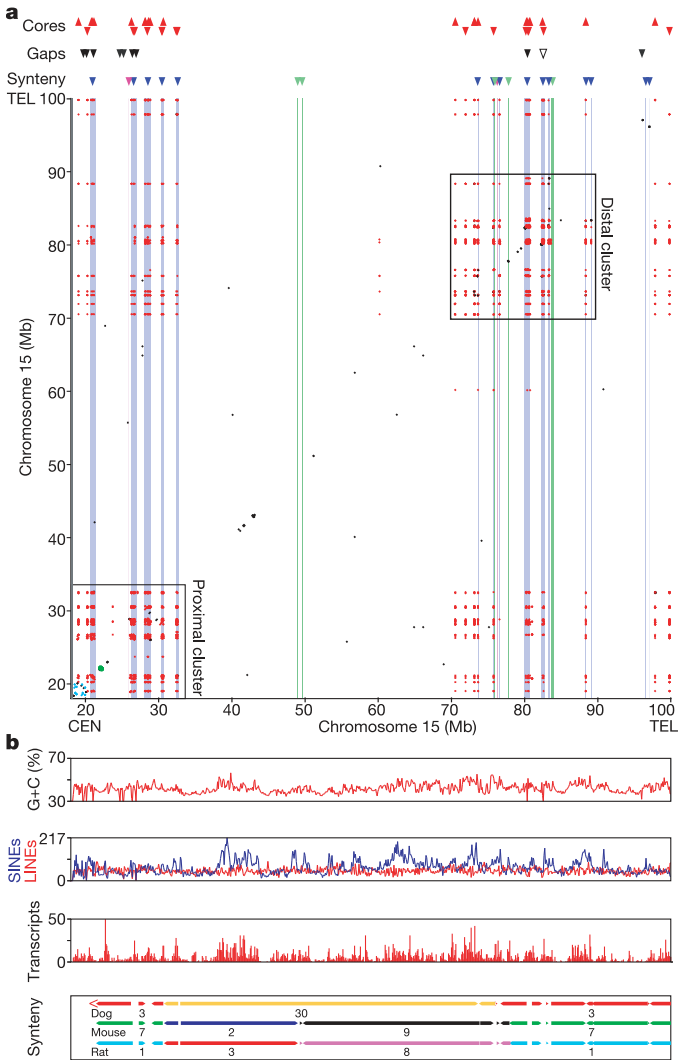 a
Cores
Gaps
Synteny
TEL 100
90
80
70
60
50
40
30
20
Chromosome 15 (Mb)
Distal cluster
Proximal cluster
20 30 40 50 60 70 80 90 100
CEN Chromosome 15 (Mb) TEL
b
G+C (%)
70
30
SINEs
LINEs
217
0
Transcripts
50
0
Synteny
Dog 3 30 3
Mouse 7 2 9 7
Rat 1 3 8 1